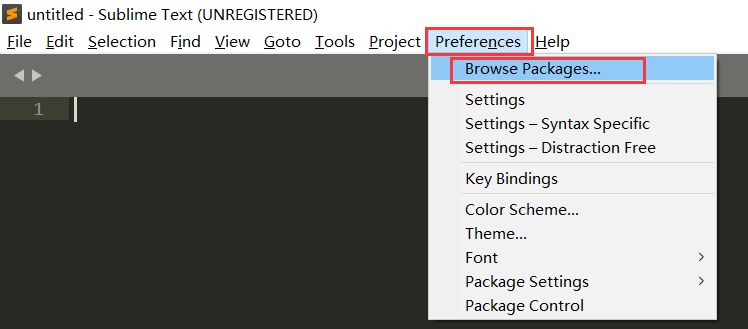 untitled - Sublime Text (UNREGISTERED)
File Edit Selection Find View Goto Tools Project Preferences Help
Browse Packages...
1
Settings
Settings – Syntax Specific
Settings – Distraction Free
Key Bindings
Color Scheme...
Theme...
Font
Package Settings
Package Control